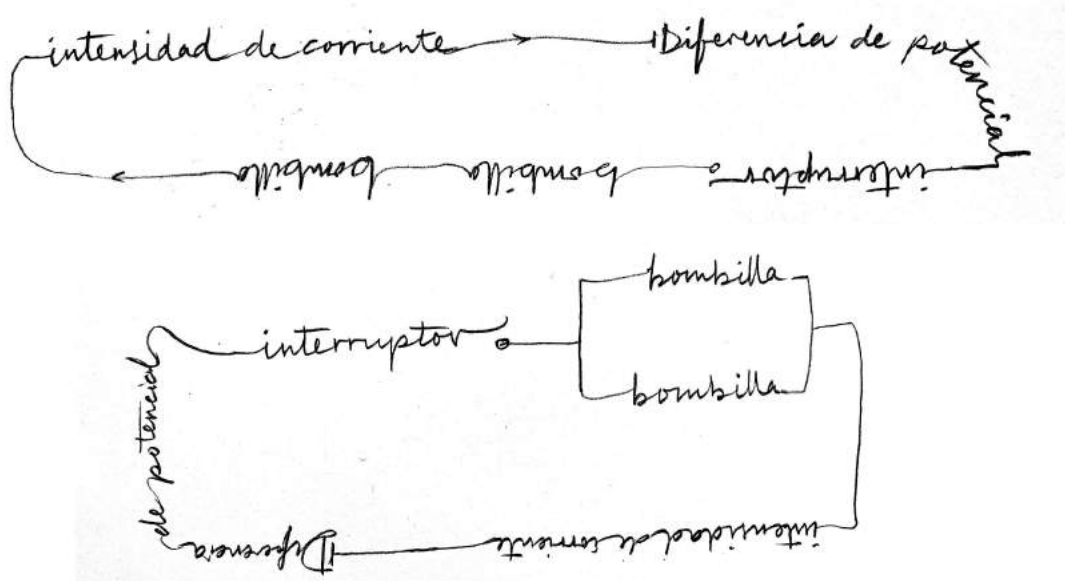 intensidad de corriente Diferencia de potencial
interruptor bombilla bombilla
bombilla
interruptor
bombilla
Diferencia de potencial
intensidad de corriente